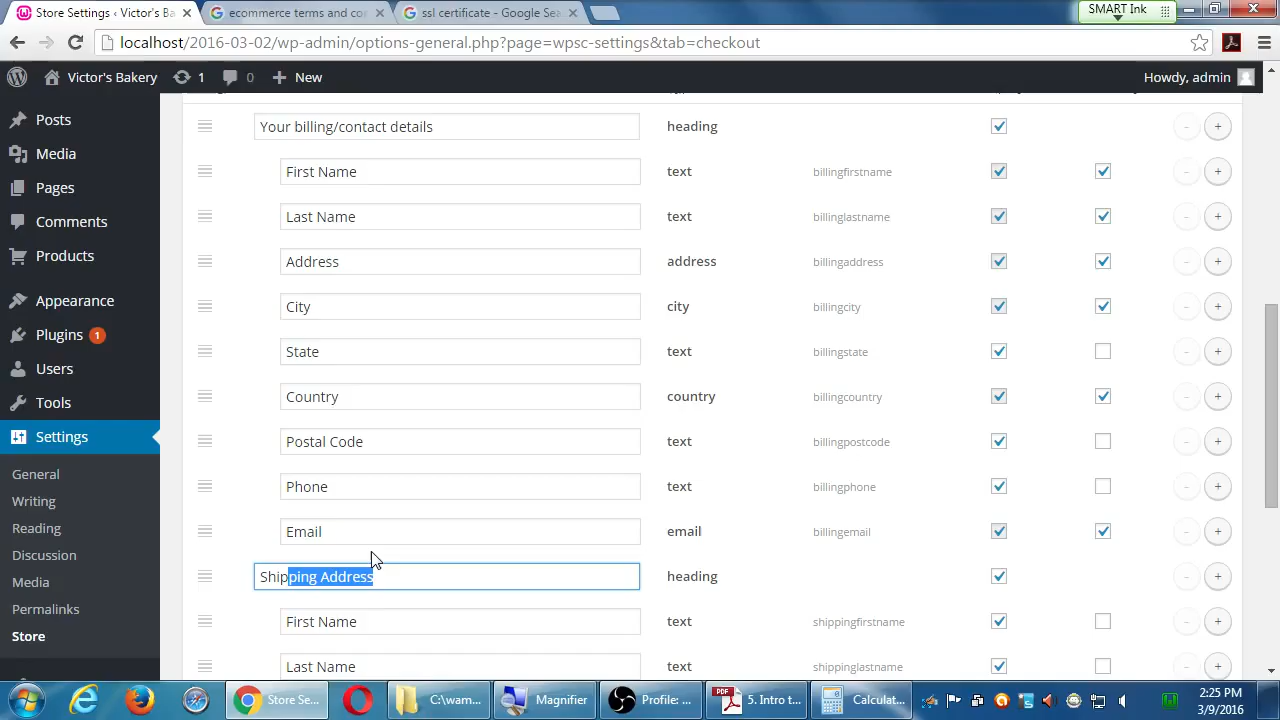 Store Settings ‹ Victor's Ba
ecommerce terms and cor
certificate - Google Sea
SMART Ink
localhost/2016-03-02/wp-admin/options-general.php?
=wpsc-settings&tab=checkout
Victor's Bakery
1
0
New
Howdy, admin
Posts
Media
Pages
Comments
Products
Appearance
Plugins 1
Users
Tools
Settings
General
Writing
Reading
Discussion
Media
Permalinks
Store
Your billing/contact details heading - +
First Name text billingfirstname - +
Last Name text billinglastname - +
Address address billingaddress - +
City city billingcity - +
State text billingstate - +
Country country billingcountry - +
Postal Code text billingpostcode - +
Phone text billingphone - +
Email email billingemail - +
Shipping Address heading - +
First Name text shippingfirstname - +
Last Name text shippinglastname - +
Store Se...
C:\wam...
Magnifier
Profile: ...
PDF
5. Intro t...
Calculat...
2:25 PM
3/9/2016